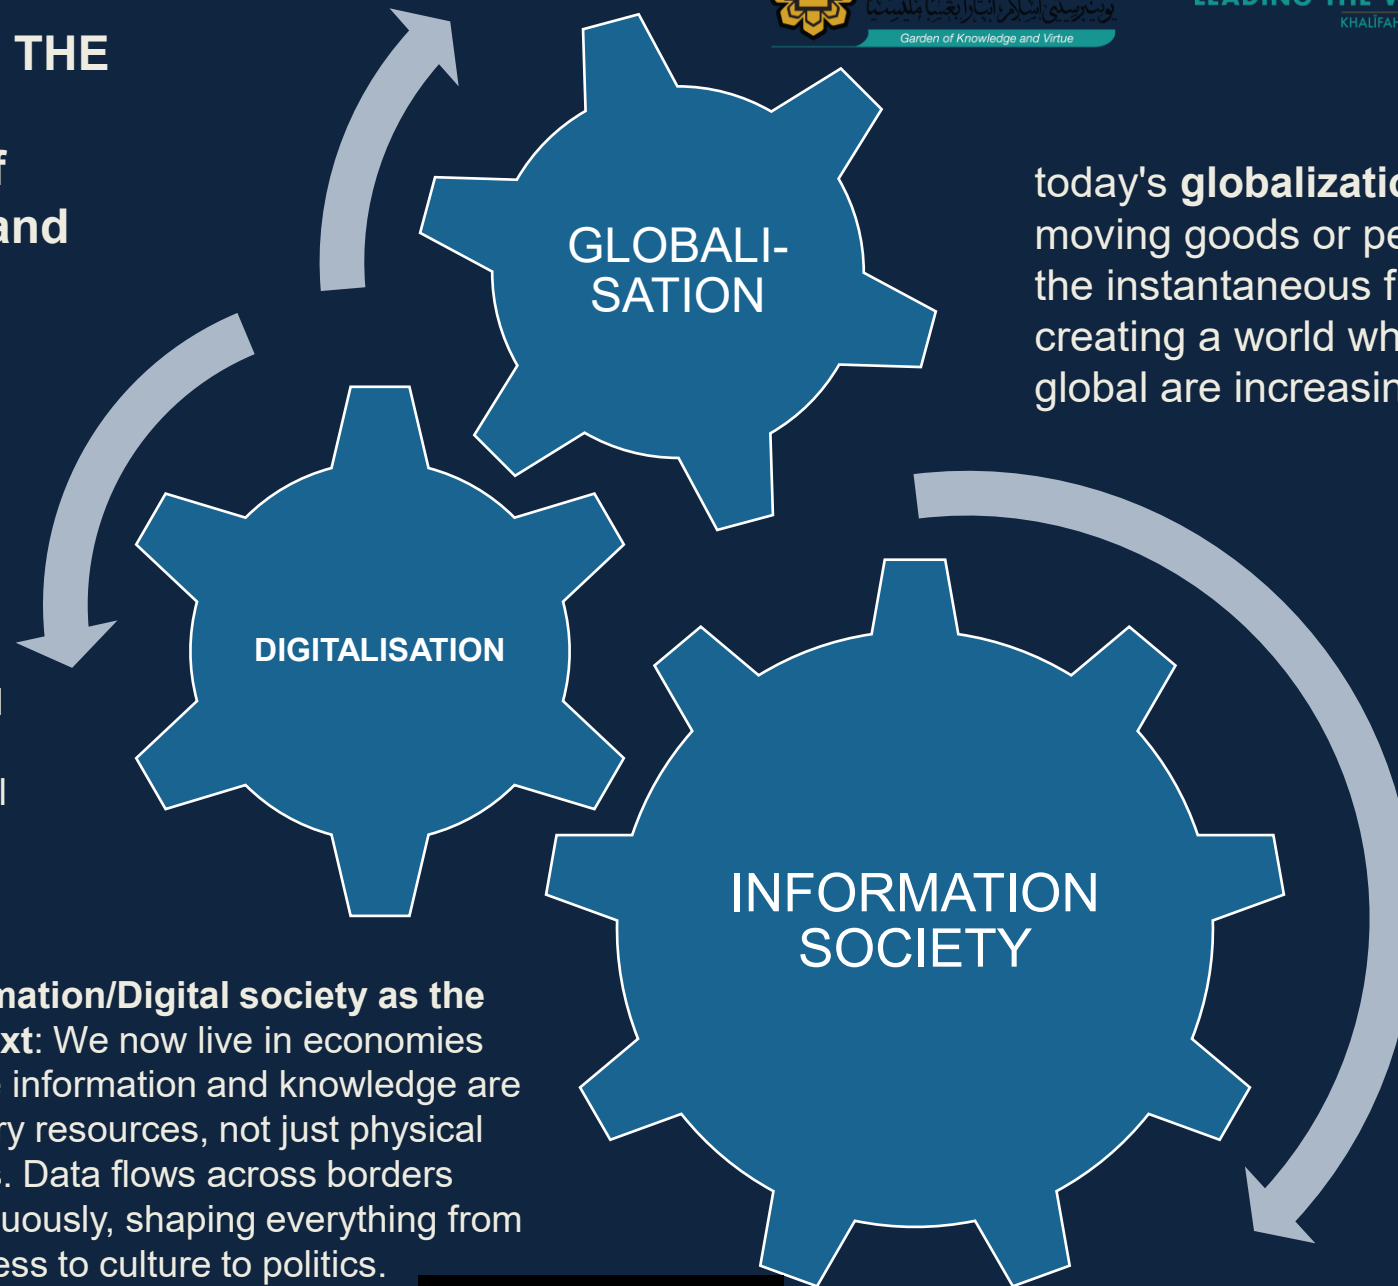 THE
and
Garden of Knowledge and Virtue
LEADING THE
KHALĪFAH
GLOBALI-
SATION
today's globalizatio
moving goods or pe
the instantaneous f
creating a world wh
global are increasin
DIGITALISATION
INFORMATION
SOCIETY
mation/Digital society as the
xt: We now live in economies
e information and knowledge are
ry resources, not just physical
s. Data flows across borders
uously, shaping everything from
ess to culture to politics.